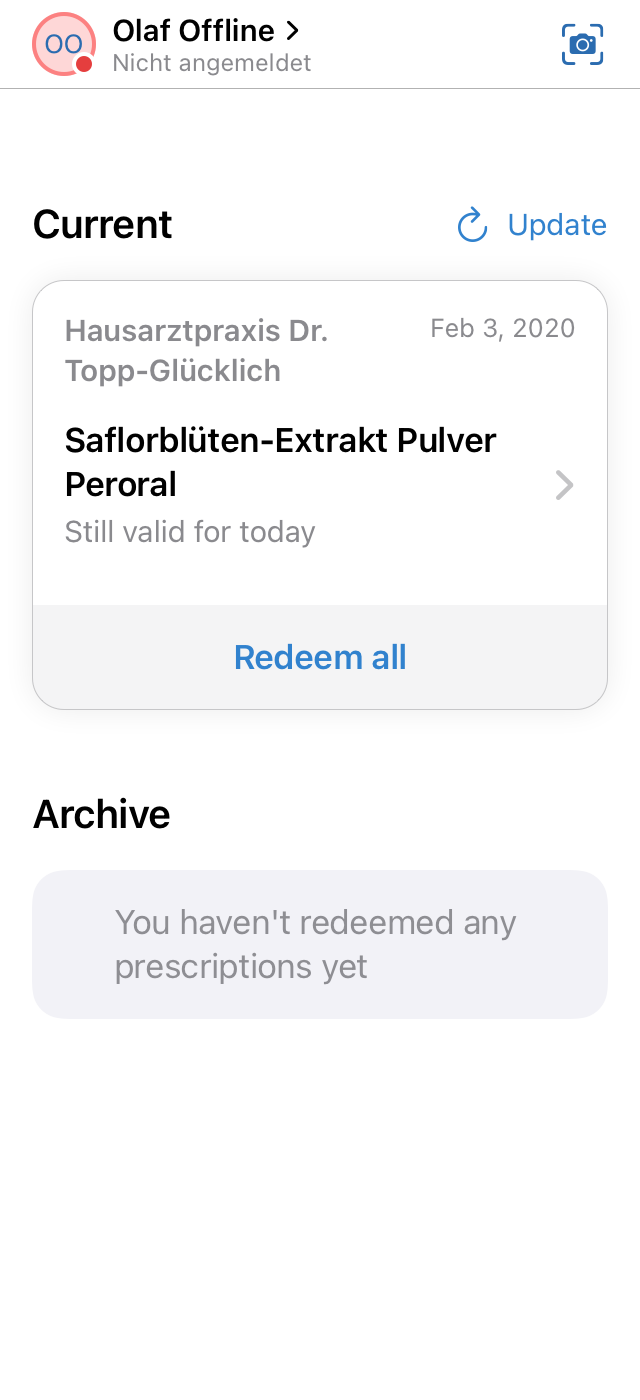 OO
Olaf Offline
Nicht angemeldet
Current
Update
Hausarztpraxis Dr.
Topp-Glücklich
Feb 3, 2020
Saflorblüten-Extrakt Pulver
Peroral
Still valid for today
Redeem all
Archive
You haven't redeemed any
prescriptions yet